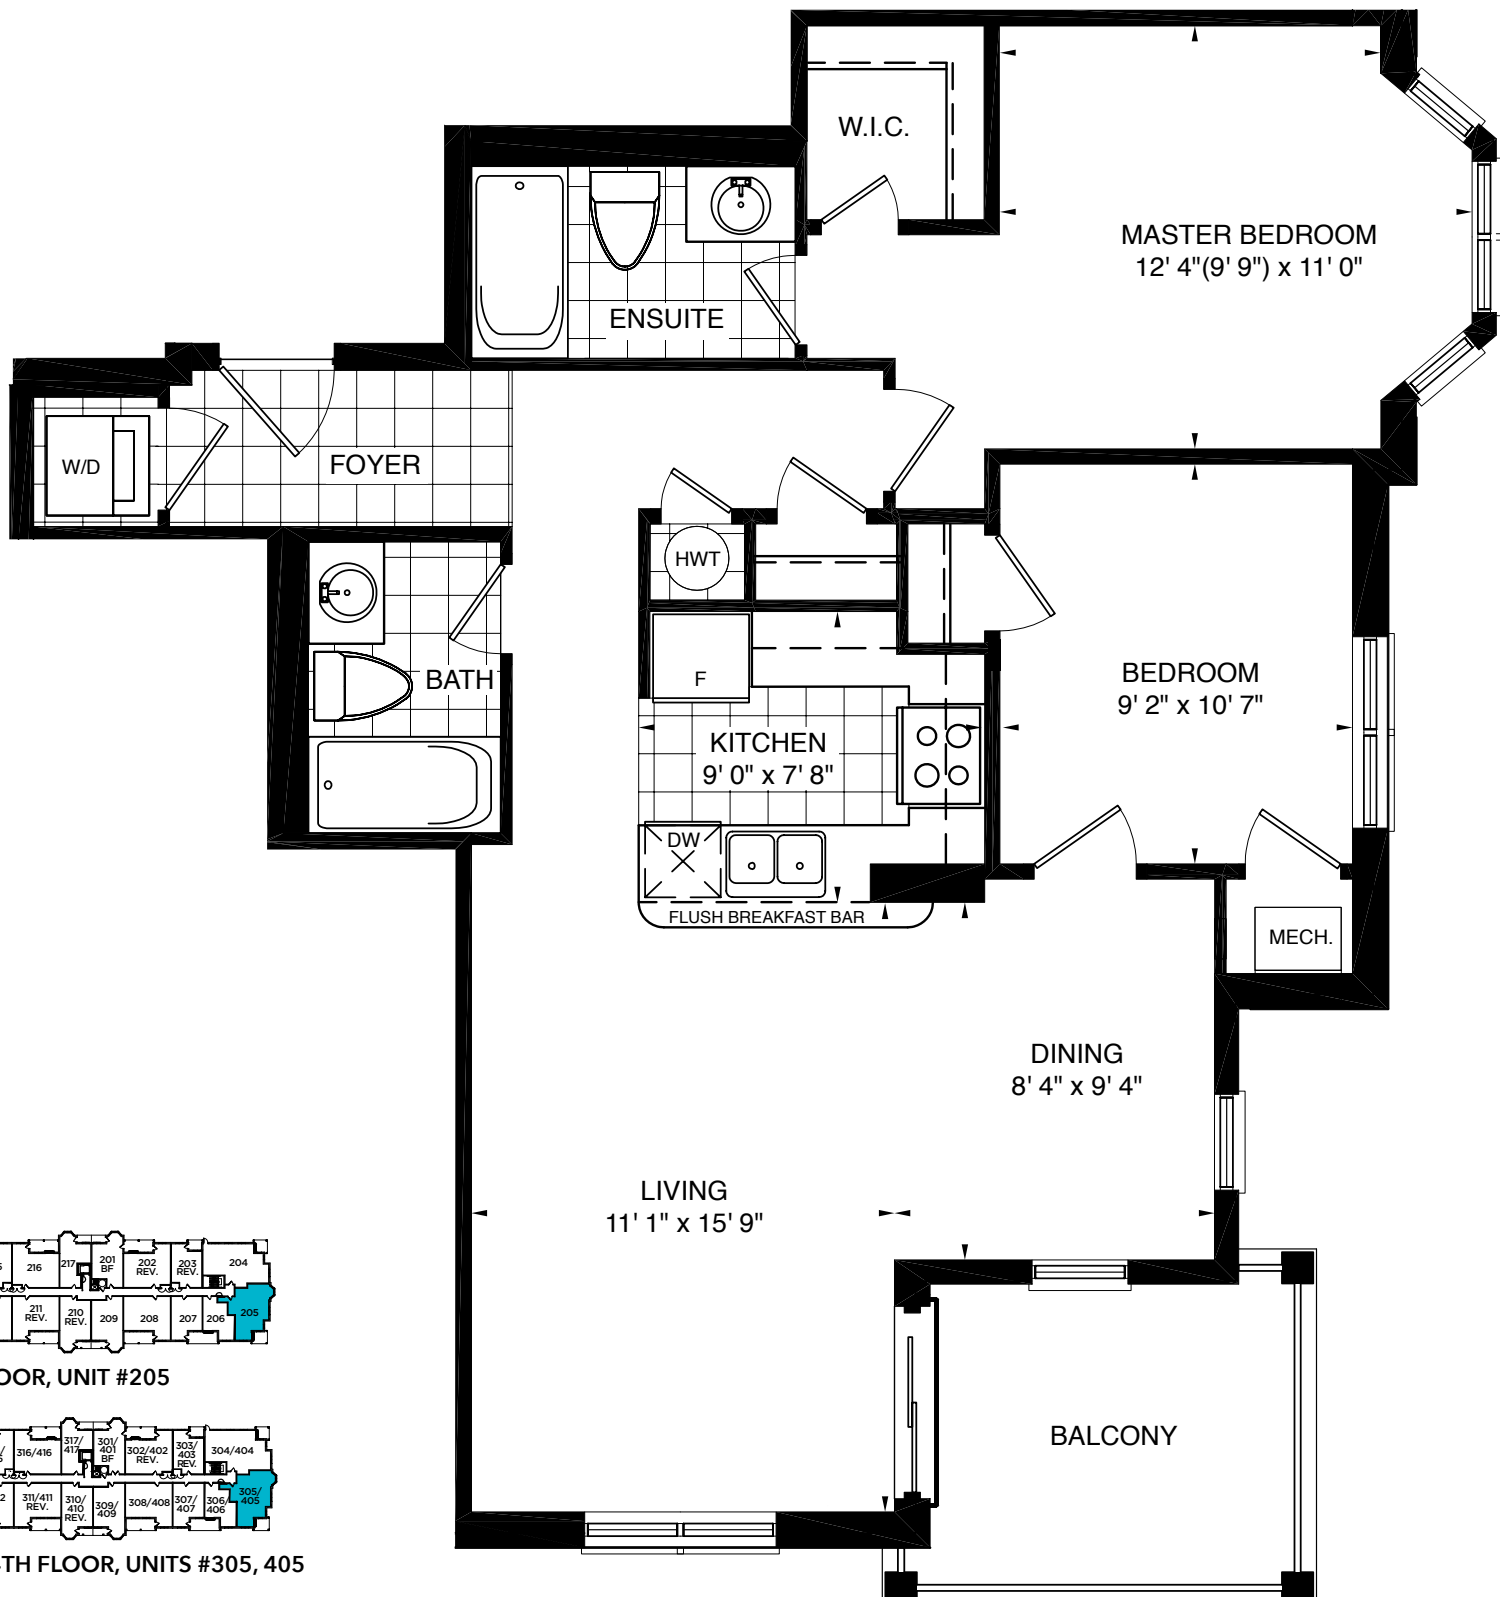 W.I.C.
MASTER BEDROOM
12' 4"(9' 9") x 11' 0"
ENSUITE
W/D
FOYER
HWT
BATH
F
BEDROOM
9' 2" x 10' 7"
KITCHEN
9' 0" x 7' 8"
DW
FLUSH BREAKFAST BAR
MECH.
DINING
8' 4" x 9' 4"
LIVING
11' 1" x 15' 9"
BALCONY
216
217
201
BF
202
REV.
203
REV.
204
211
REV.
210
REV.
209
208
207
206
205
OOR, UNIT #205
316/416
317/
417
301/
401
BF
302/402
REV.
303/
403
REV.
304/404
311/411
REV.
310/
410
REV.
309/
409
308/408
307/
407
306/
406
305/
405
TH FLOOR, UNITS #305, 405